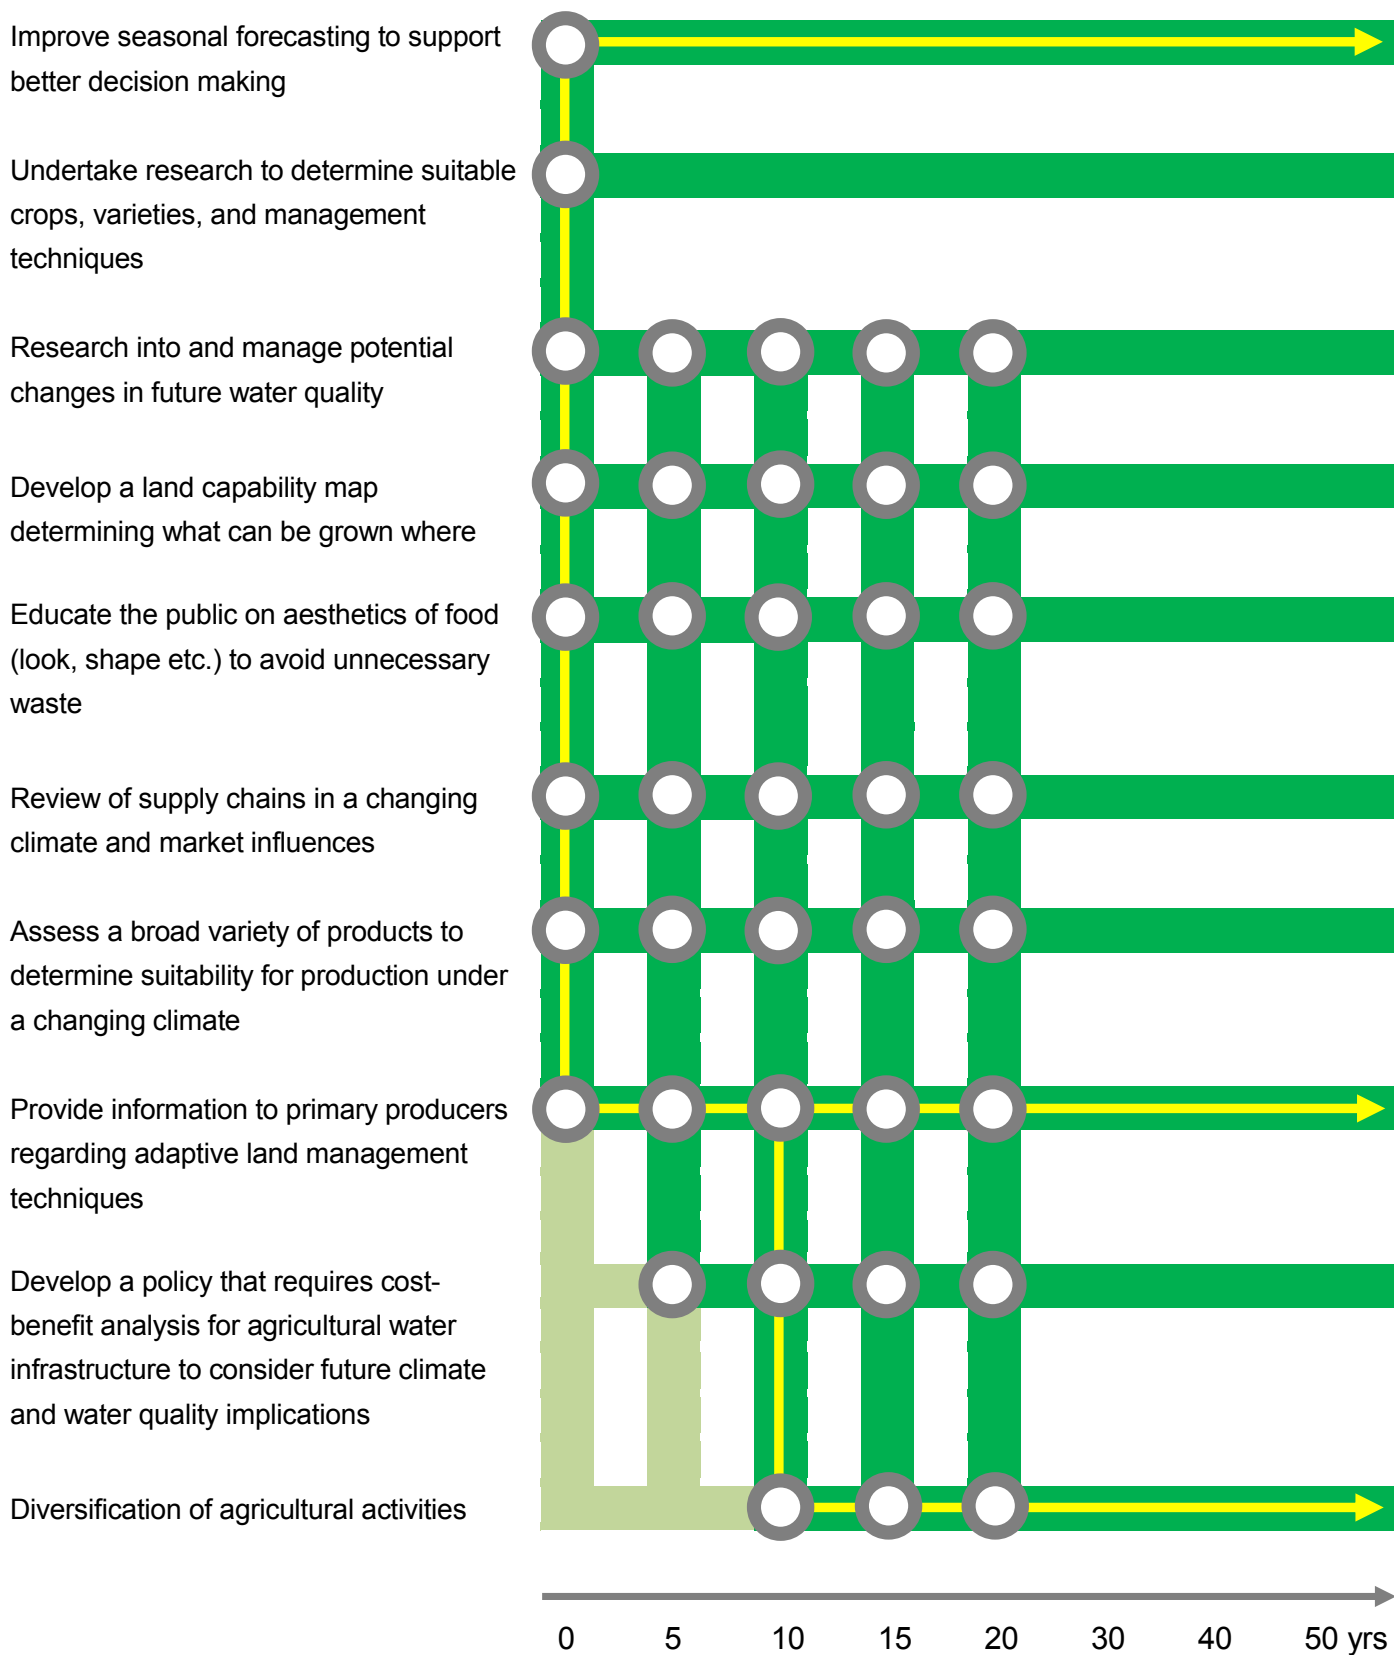 Improve seasonal forecasting to support
better decision making
Undertake research to determine suitable
crops, varieties, and management
techniques
Research into and manage potential
changes in future water quality
Develop a land capability map
determining what can be grown where
Educate the public on aesthetics of food
(look, shape etc.) to avoid unnecessary
waste
Review of supply chains in a changing
climate and market influences
Assess a broad variety of products to
determine suitability for production under
a changing climate
Provide information to primary producers
regarding adaptive land management
techniques
Develop a policy that requires cost-
benefit analysis for agricultural water
infrastructure to consider future climate
and water quality implications
Diversification of agricultural activities
0 5 10 15 20 30 40 50 yrs